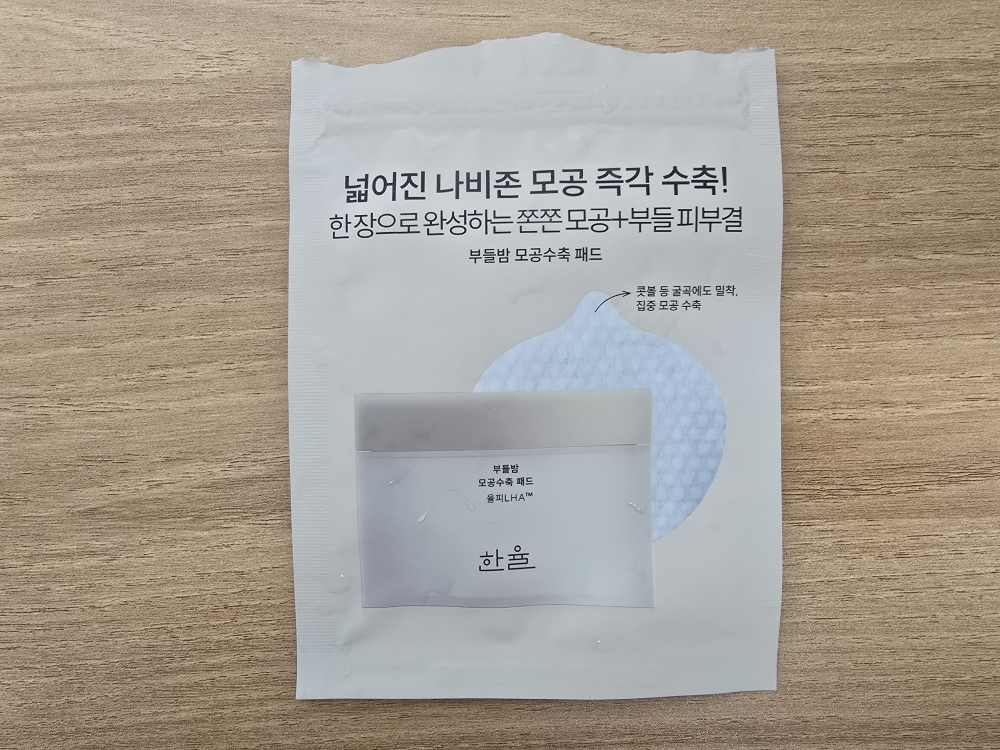 넓어진 나비존 모공 즉각 수축!
한 장으로 완성하는 쫀쫀 모공+부들 피부결
부들밤 모공수축 패드
콧볼 등 굴곡에도 밀착,
집중 모공 수축
부들밤
모공수축 패드
율피LHA™
한율